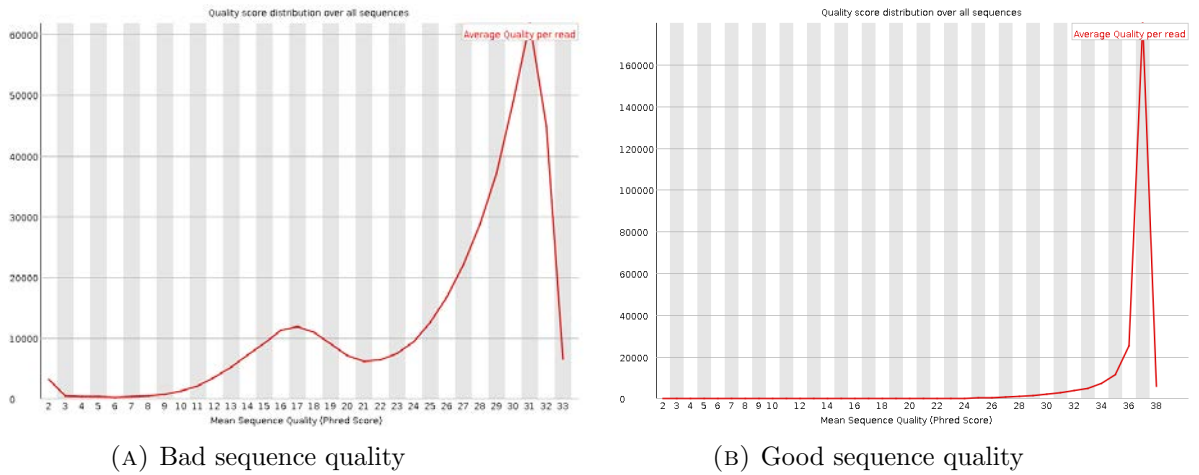 Quality score distribution over all sequences
Average Quality per read
60000
50000
40000
30000
20000
10000
0
2 3 4 5 6 7 8 9 10 11 12 13 14 15 16 17 18 19 20 21 22 23 24 25 26 27 28 29 30 31 32 33
Mean Sequence Quality (Phred Score)
(A) Bad sequence quality
Quality score distribution over all sequences
Average Quality per read
160000
140000
120000
100000
80000
60000
40000
20000
0
2 3 4 5 6 7 8 9 10 12 14 16 18 20 22 24 26 28 30 32 34 36 38
Mean Sequence Quality (Phred Score)
(B) Good sequence quality